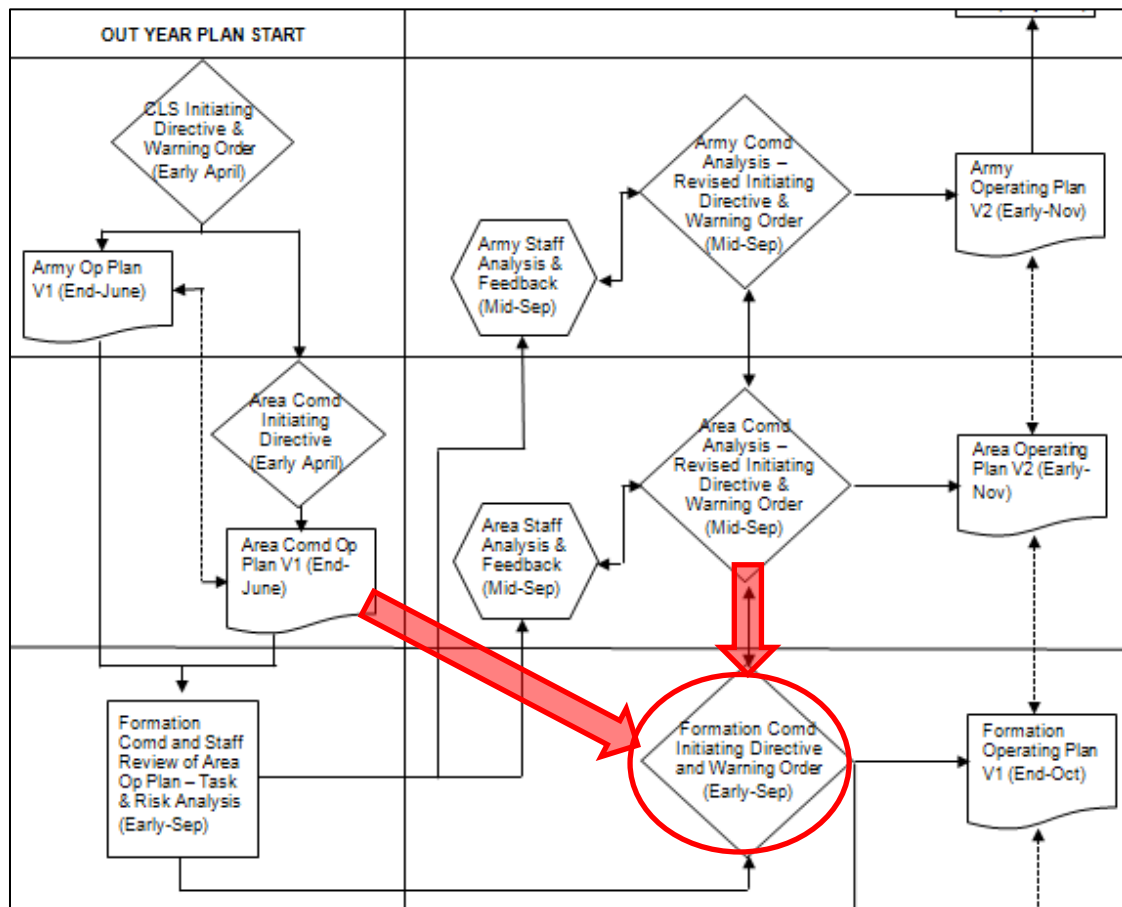 OUT YEAR PLAN START
CLS Initiating
Directive &
Warning Order
(Early April)
Army Op Plan
V1 (End-June)
Area Comd
Initiating
Directive
(Early April)
Area Comd Op
Plan V1 (End-
June)
Formation
Comd and Staff
Review of Area
Op Plan – Task
& Risk Analysis
(Early-Sep)
Army Staff
Analysis &
Feedback
(Mid-Sep)
Army Comd
Analysis –
Revised Initiating
Directive &
Warning Order
(Mid-Sep)
Army
Operating Plan
V2 (Early-Nov)
Area Staff
Analysis &
Feedback
(Mid-Sep)
Area Comd
Analysis –
Revised Initiating
Directive &
Warning Order
(Mid-Sep)
Area Operating
Plan V2 (Early-
Nov)
Formation Comd
Initiating Directive
and Warning Order
(Early-Sep)
Formation
Operating Plan
V1 (End-Oct)